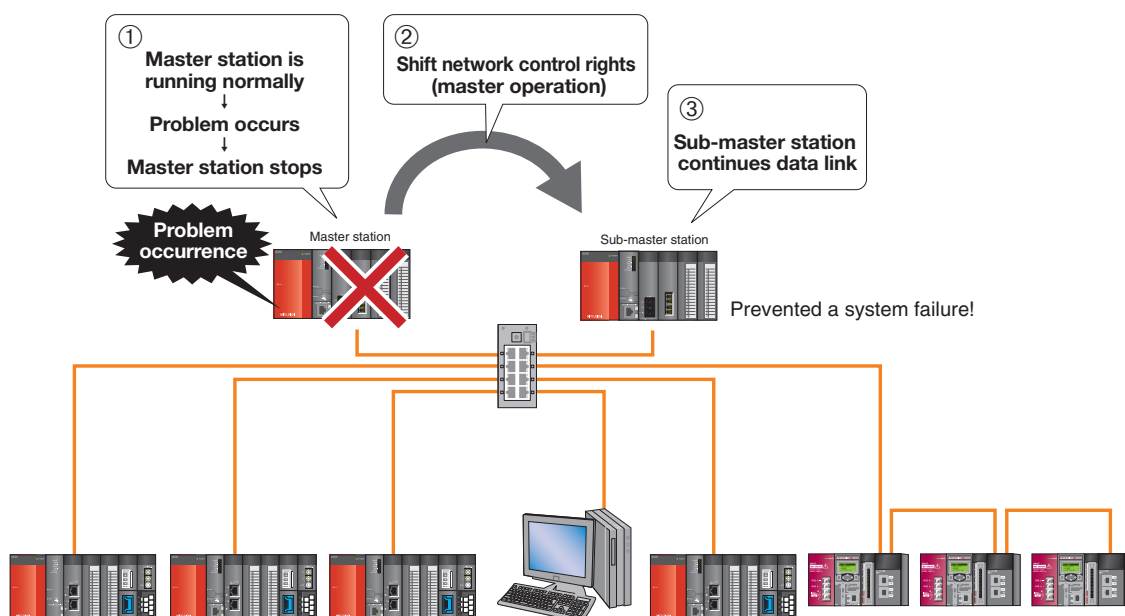 ①
Master station is
running normally
↓
Problem occurs
↓
Master station stops
②
Shift network control rights
(master operation)
③
Sub-master station
continues data link
Problem
occurrence
Master station
Sub-master station
Prevented a system failure!